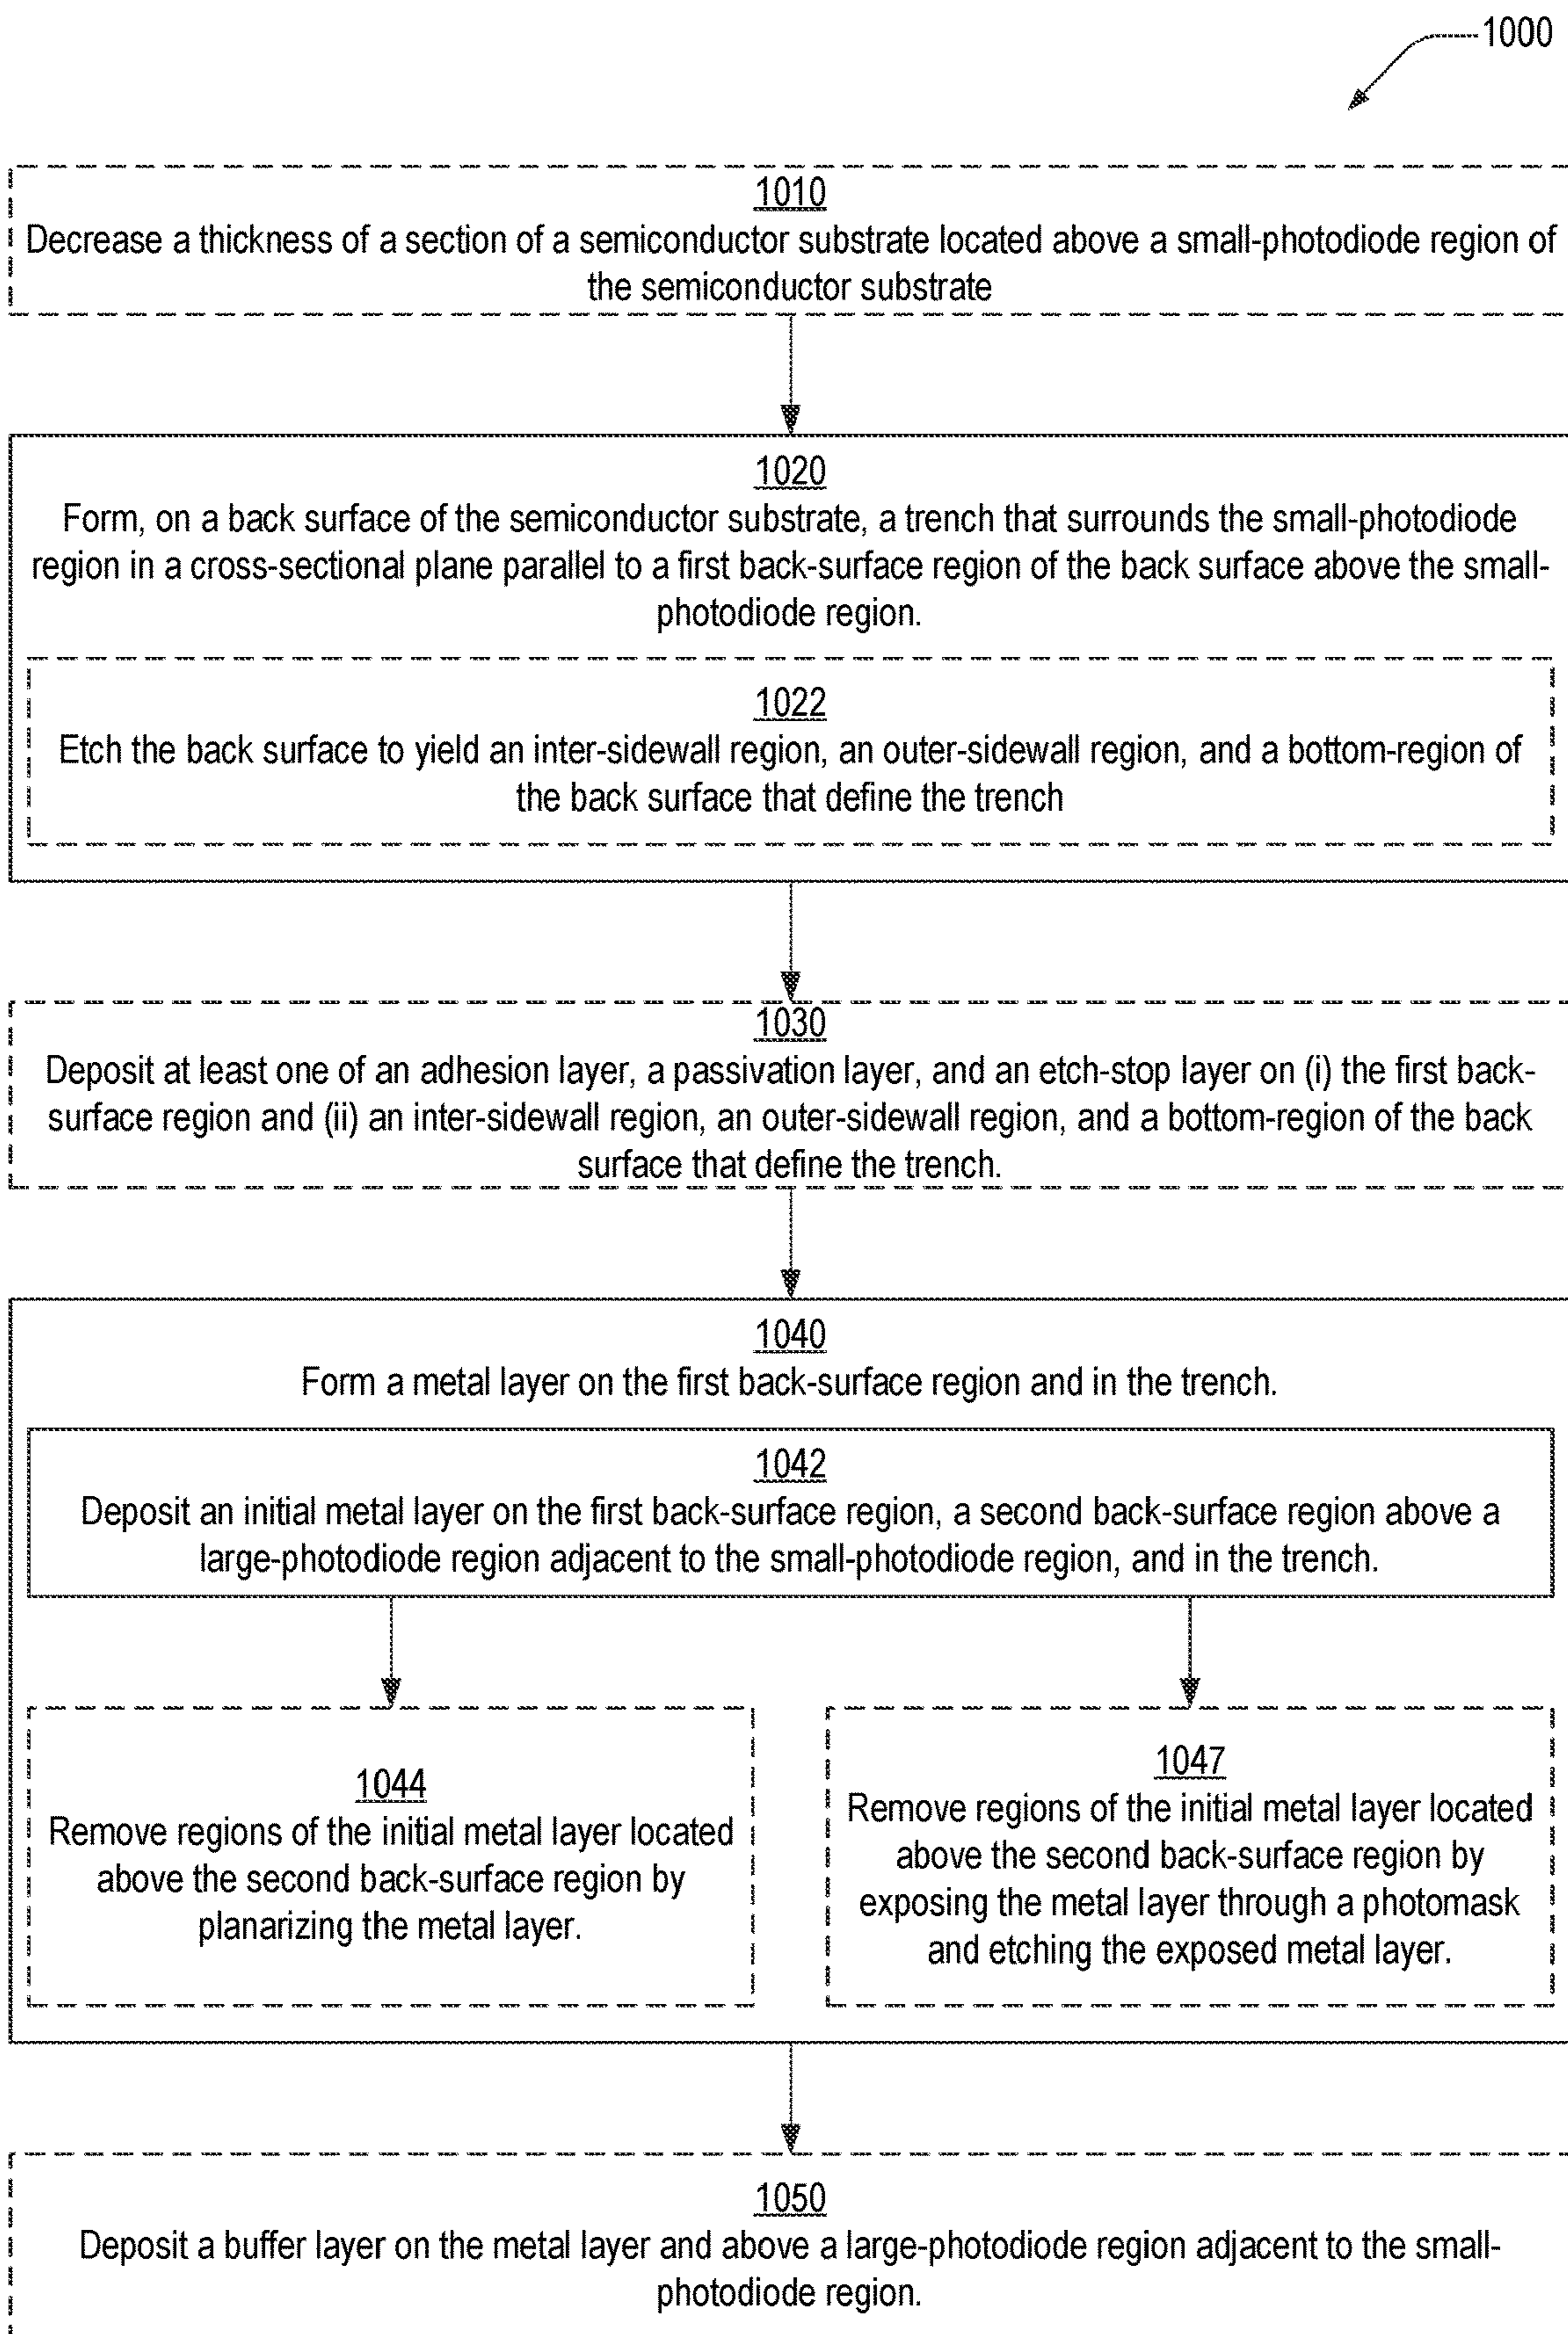 1000
1010
Decrease a thickness of a section of a semiconductor substrate located above a small-photodiode region of
the semiconductor substrate
1020
Form, on a back surface of the semiconductor substrate, a trench that surrounds the small-photodiode
region in a cross-sectional plane parallel to a first back-surface region of the back surface above the small-
photodiode region.
1022
Etch the back surface to yield an inter-sidewall region, an outer-sidewall region, and a bottom-region of
the back surface that define the trench
1030
Deposit at least one of an adhesion layer, a passivation layer, and an etch-stop layer on (i) the first back-
surface region and (ii) an inter-sidewall region, an outer-sidewall region, and a bottom-region of the back
surface that define the trench.
1040
Form a metal layer on the first back-surface region and in the trench.
1042
Deposit an initial metal layer on the first back-surface region, a second back-surface region above a
large-photodiode region adjacent to the small-photodiode region, and in the trench.
1044
Remove regions of the initial metal layer located
above the second back-surface region by
planarizing the metal layer.
1047
Remove regions of the initial metal layer located
above the second back-surface region by
exposing the metal layer through a photomask
and etching the exposed metal layer.
1050
Deposit a buffer layer on the metal layer and above a large-photodiode region adjacent to the small-
photodiode region.